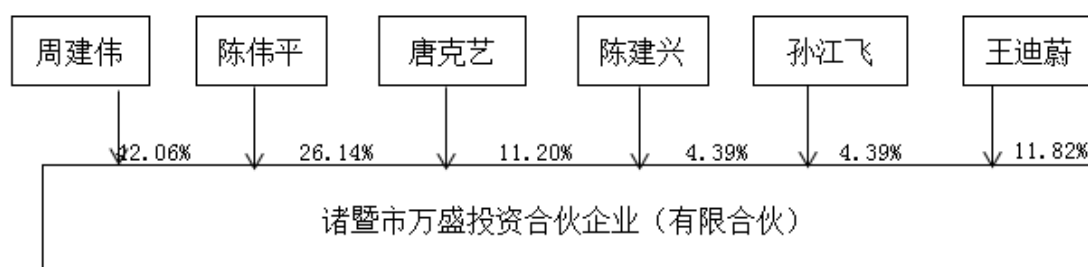 周建伟 陈伟平 唐克艺 陈建兴 孙江飞 王迪蔚
42.06% 26.14% 11.20% 4.39% 4.39% 11.82%
诸暨市万盛投资合伙企业（有限合伙）